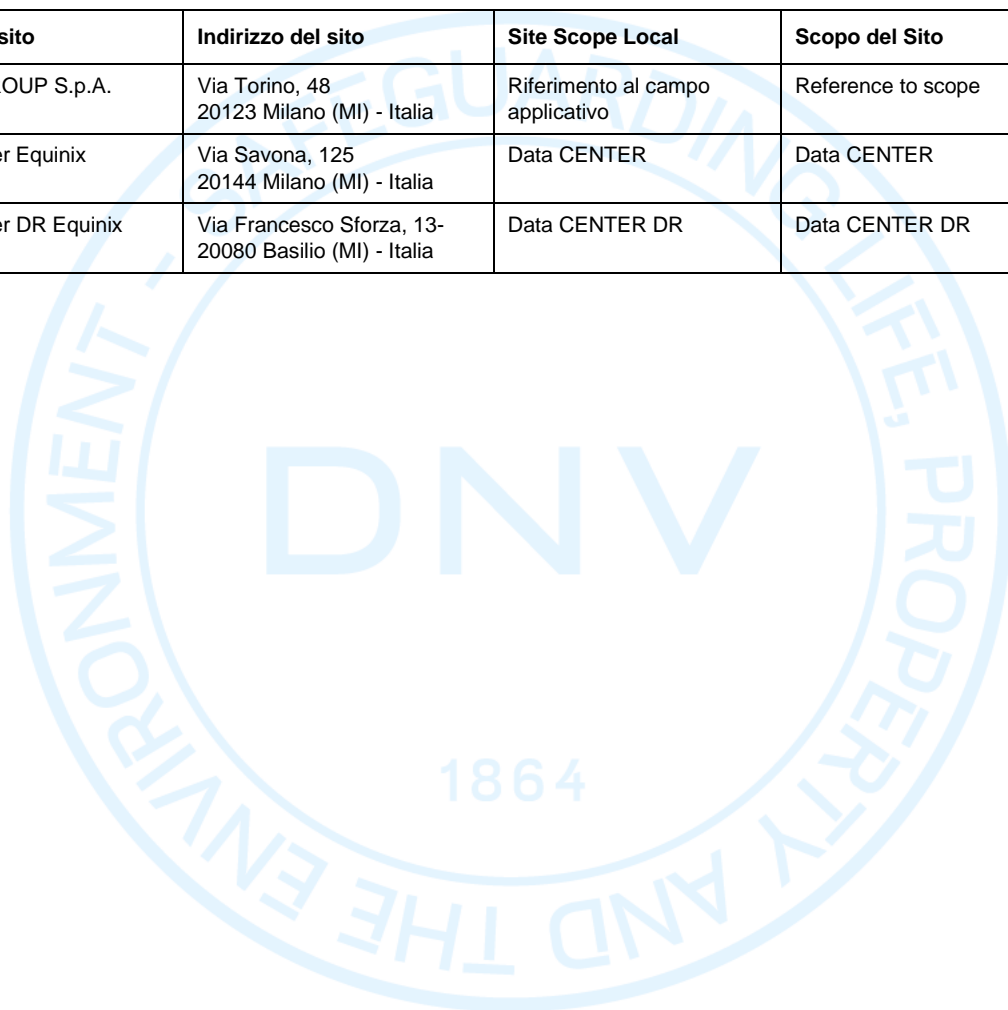 sito Indirizzo del sito Site Scope Local Scopo del Sito
OUP S.p.A. Via Torino, 48 Riferimento al campo Reference to scope
20123 Milano (MI) - Italia applicativo
er Equinix Via Savona, 125 Data CENTER Data CENTER
20144 Milano (MI) - Italia
er DR Equinix Via Francesco Sforza, 13- Data CENTER DR Data CENTER DR
20080 Basilio (MI) - Italia
SAFEGUARDING LIFE, PROPERTY AND THE ENVIRONMENT -
DNV
1864